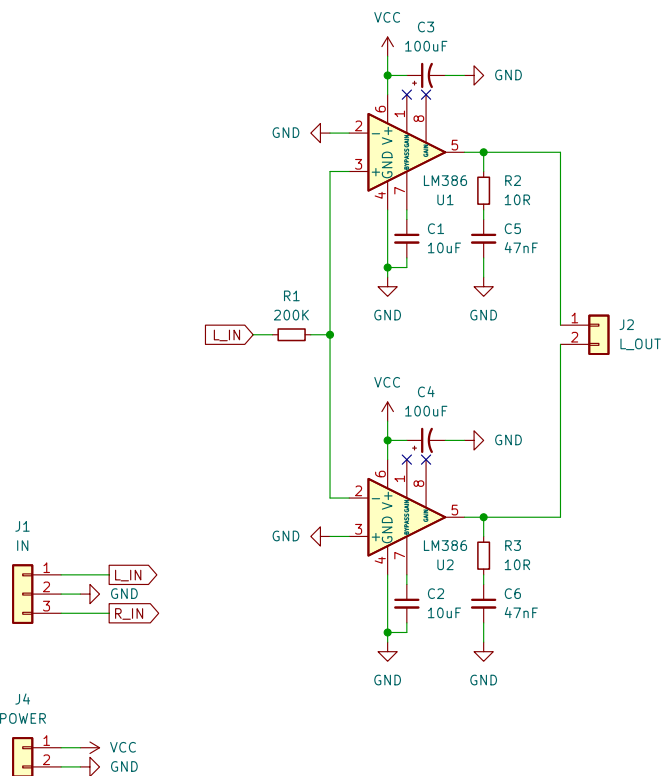 VCC
C3
100uF
GND
6
1
8
GND
2
V+
BYPASS
GAIN
GAIN
5
3
GND
4
7
LM386
U1
R2
10R
C1
10uF
C5
47nF
GND
GND
R1
200K
L_IN
1
2
J2
L_OUT
VCC
C4
100uF
GND
6
1
8
2
V+
BYPASS
GAIN
GAIN
5
GND
3
GND
4
7
LM386
U2
R3
10R
C2
10uF
C6
47nF
GND
GND
J1
IN
1
L_IN
2
GND
3
R_IN
J4
POWER
1
VCC
2
GND